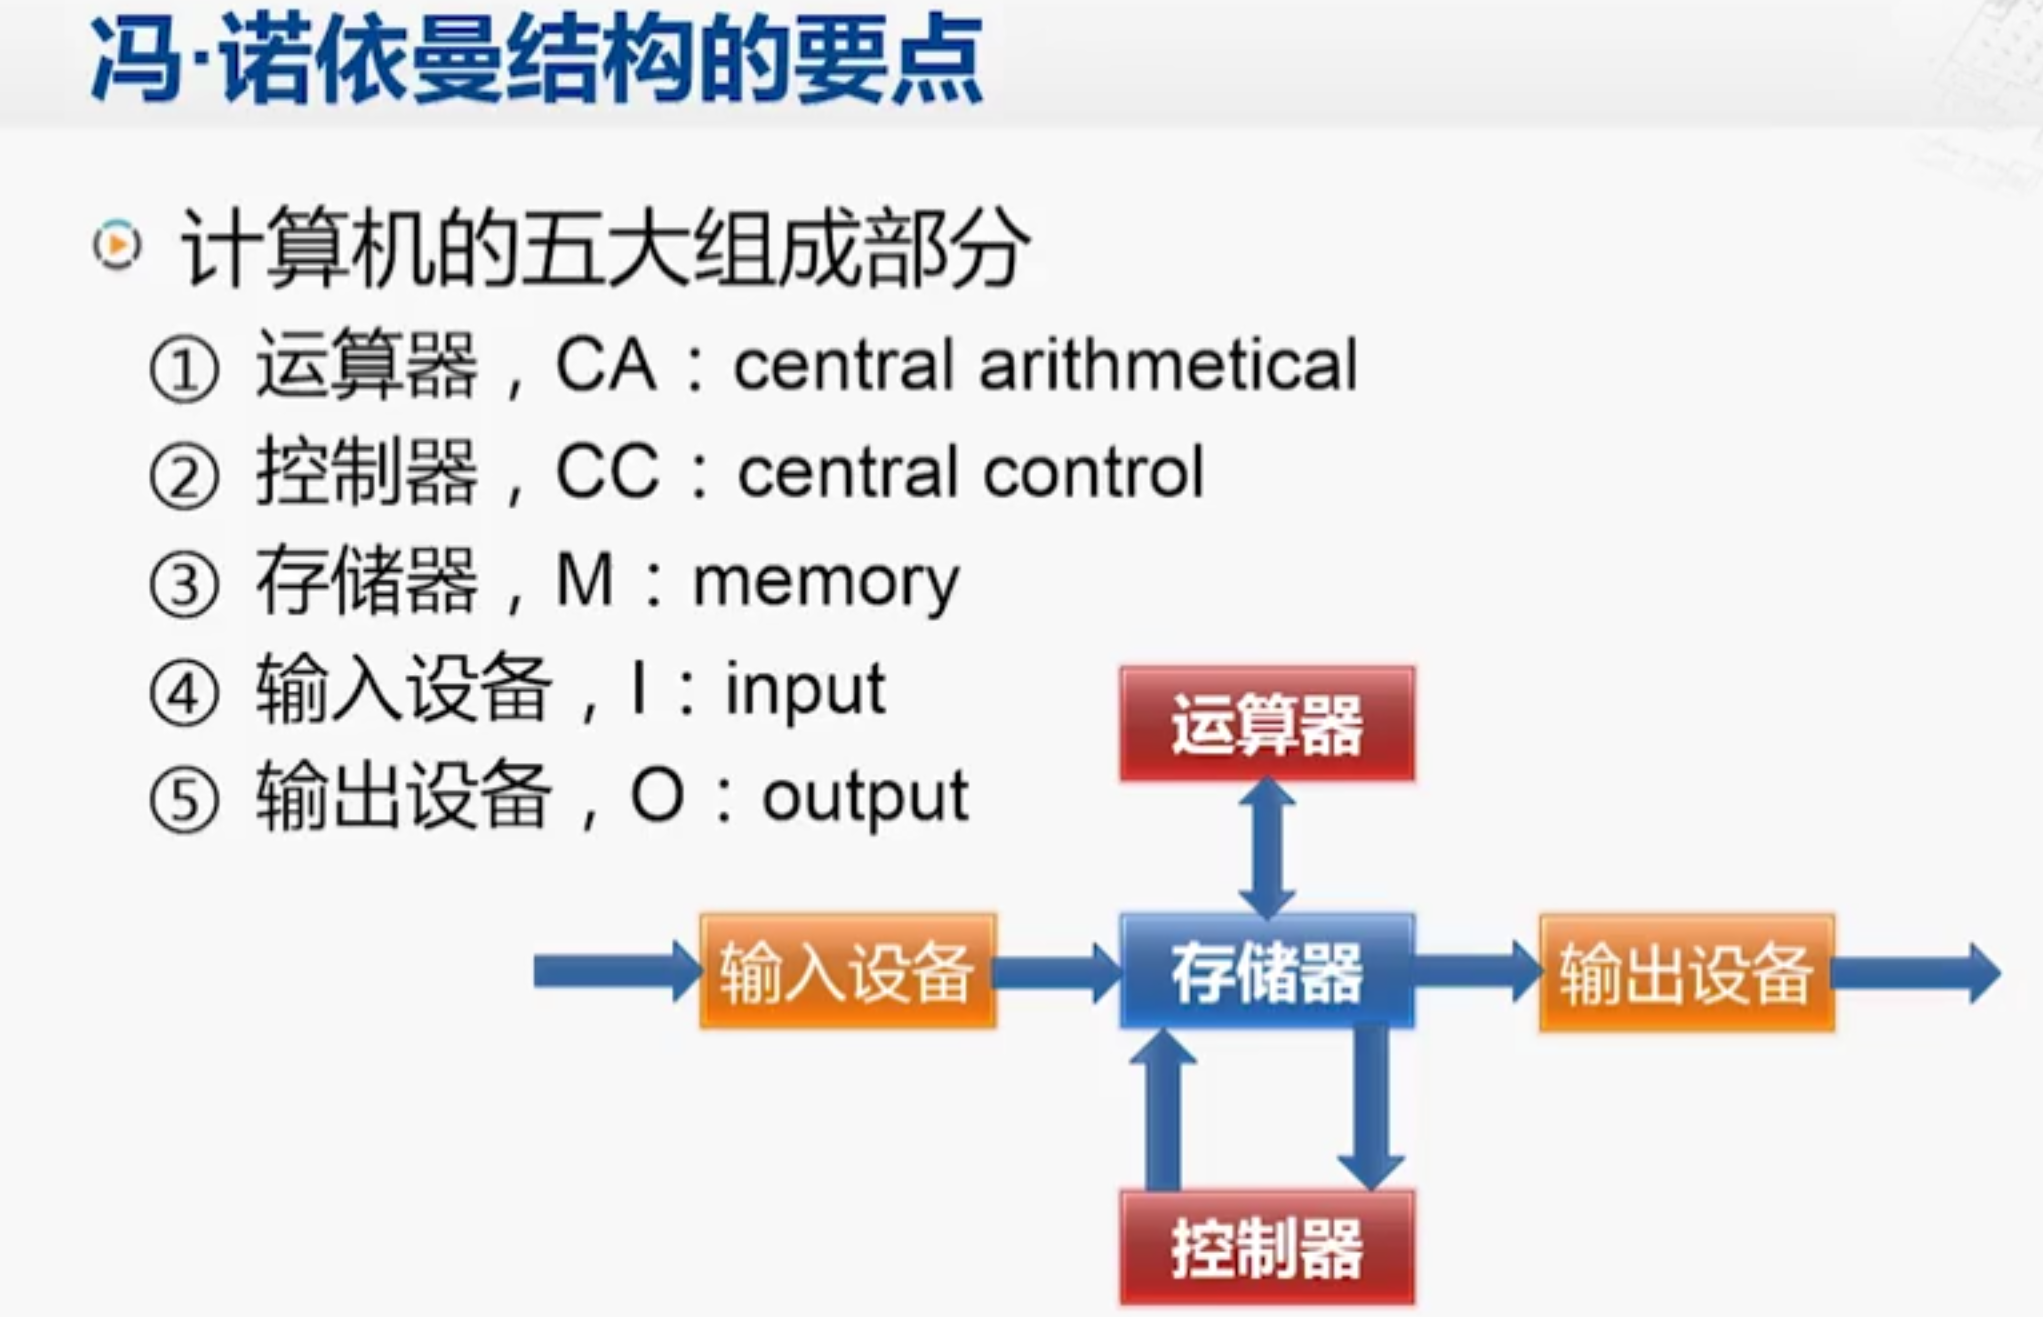 冯·诺依曼结构的要点
计算机的五大组成部分
① 运算器，CA：central arithmetical
② 控制器，CC：central control
③ 存储器，M：memory
④ 输入设备，I：input
⑤ 输出设备，O：output
运算器
输入设备
存储器
输出设备
控制器